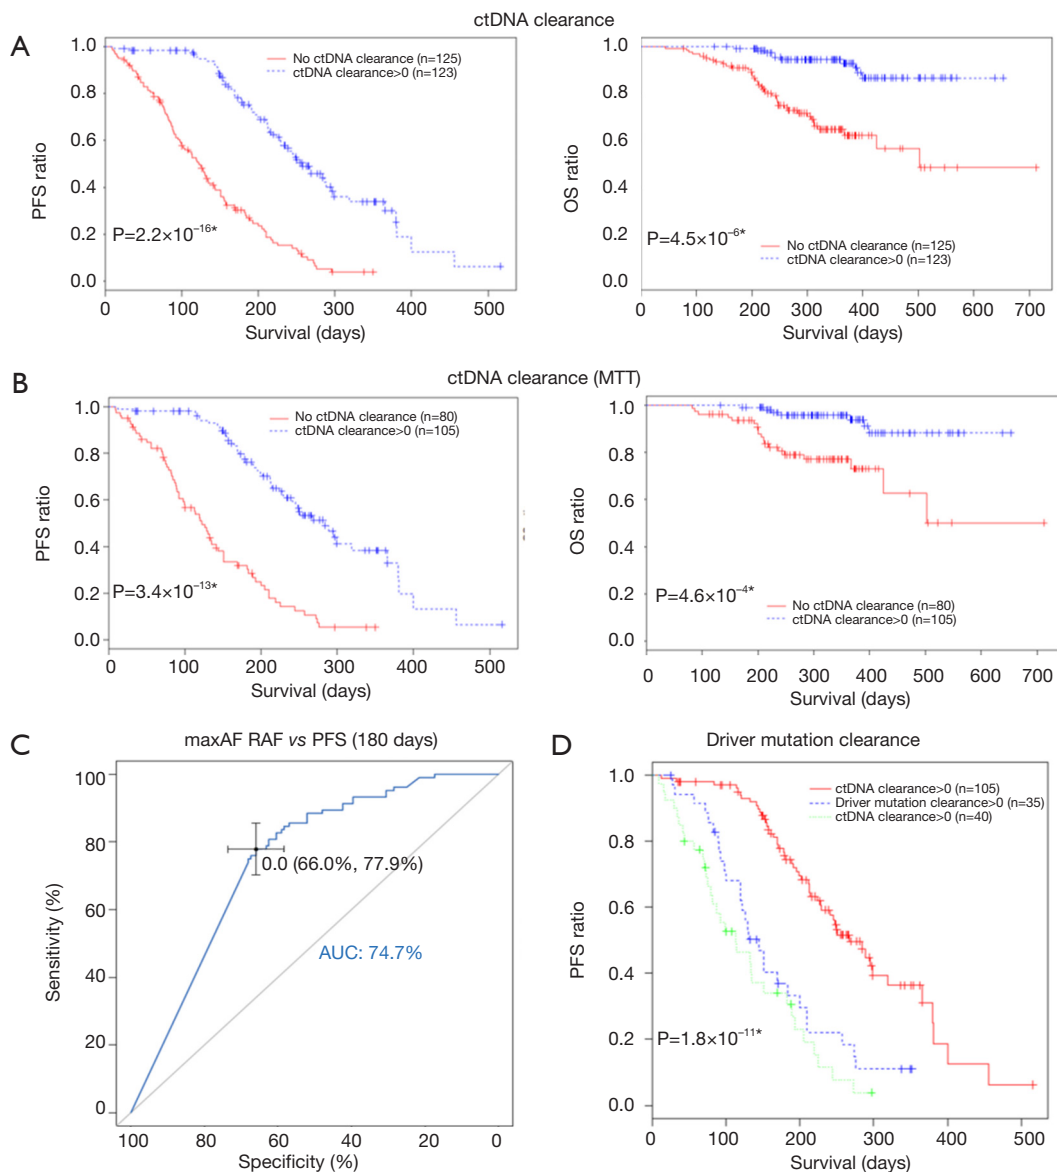 ctDNA clearance
A
PFS ratio
1.0
0.8
0.6
0.4
0.2
0.0
No ctDNA clearance (n=125)
ctDNA clearance>0 (n=123)
P=2.2×10⁻¹⁶*
0 100 200 300 400 500
Survival (days)
OS ratio
1.0
0.8
0.6
0.4
0.2
0.0
P=4.5×10⁻⁶*
No ctDNA clearance (n=125)
ctDNA clearance>0 (n=123)
0 100 200 300 400 500 600 700
Survival (days)
B
ctDNA clearance (MTT)
PFS ratio
1.0
0.8
0.6
0.4
0.2
0.0
No ctDNA clearance (n=80)
ctDNA clearance>0 (n=105)
P=3.4×10⁻¹³*
0 100 200 300 400 500
Survival (days)
OS ratio
1.0
0.8
0.6
0.4
0.2
0.0
P=4.6×10⁻⁴*
No ctDNA clearance (n=80)
ctDNA clearance>0 (n=105)
0 100 200 300 400 500 600 700
Survival (days)
C
maxAF RAF vs PFS (180 days)
Sensitivity (%)
100
80
60
40
20
0
0.0 (66.0%, 77.9%)
AUC: 74.7%
100 80 60 40 20 0
Specificity (%)
D
Driver mutation clearance
PFS ratio
1.0
0.8
0.6
0.4
0.2
0.0
ctDNA clearance>0 (n=105)
Driver mutation clearance>0 (n=35)
ctDNA clearance>0 (n=40)
P=1.8×10⁻¹¹*
0 100 200 300 400 500
Survival (days)